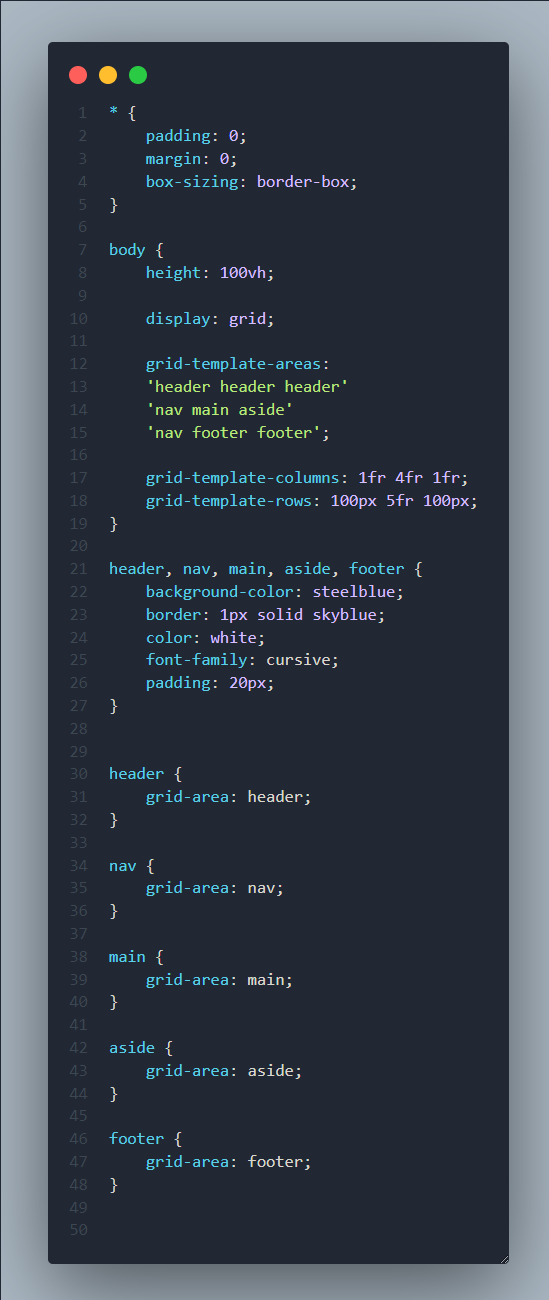 1 * {
2     padding: 0;
3     margin: 0;
4     box-sizing: border-box;
5 }
6
7 body {
8     height: 100vh;
9
10     display: grid;
11
12     grid-template-areas:
13     'header header header'
14     'nav main aside'
15     'nav footer footer';
16
17     grid-template-columns: 1fr 4fr 1fr;
18     grid-template-rows: 100px 5fr 100px;
19 }
20
21 header, nav, main, aside, footer {
22     background-color: steelblue;
23     border: 1px solid skyblue;
24     color: white;
25     font-family: cursive;
26     padding: 20px;
27 }
28
29
30 header {
31     grid-area: header;
32 }
33
34 nav {
35     grid-area: nav;
36 }
37
38 main {
39     grid-area: main;
40 }
41
42 aside {
43     grid-area: aside;
44 }
45
46 footer {
47     grid-area: footer;
48 }
49
50